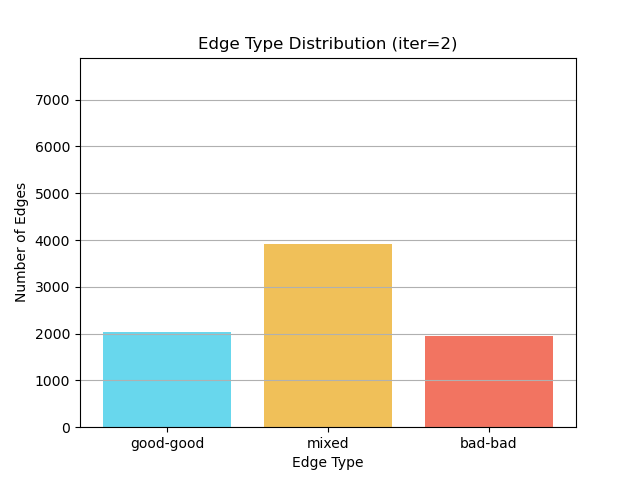 Edge Type Distribution (iter=2)
Number of Edges
7000
6000
5000
4000
3000
2000
1000
0
good-good
mixed
bad-bad
Edge Type